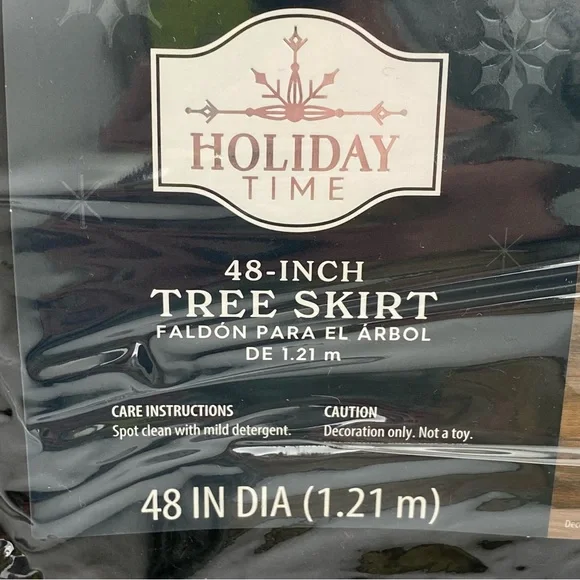 HOLIDAY
TIME
48-INCH
TREE SKIRT
FALDÓN PARA EL ÁRBOL
DE 1.21 m
CARE INSTRUCTIONS
Spot clean with mild detergent.
CAUTION
Decoration only. Not a toy.
48 IN DIA (1.21 m)